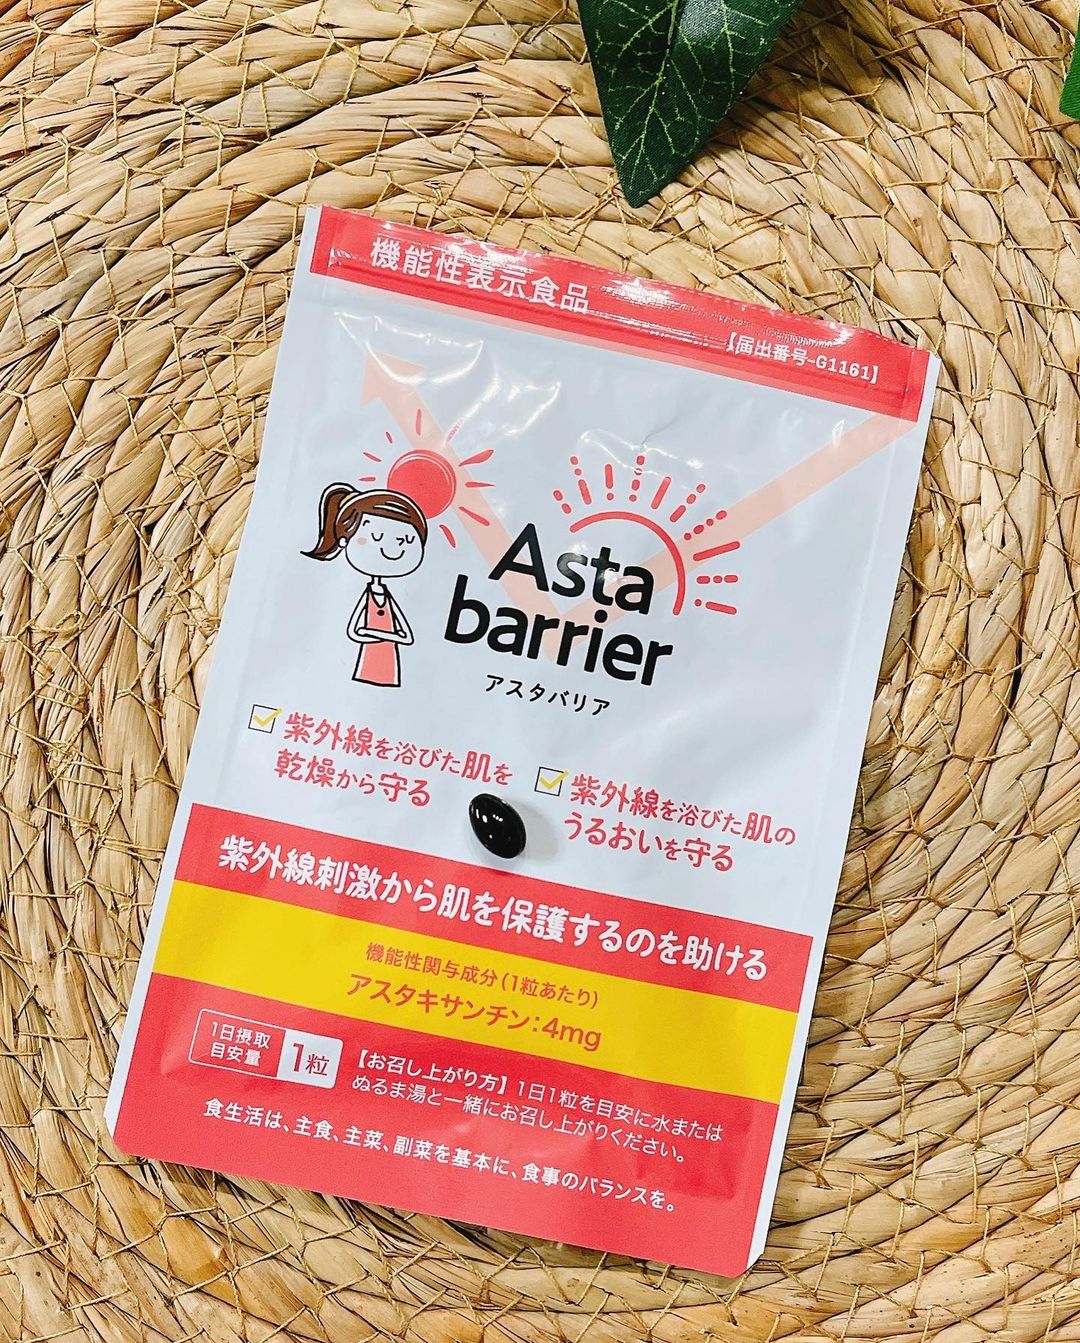 機能性表示食品
【届出番号-G1161】
Asta
barrier
アスタバリア
紫外線を浴びた肌を
乾燥から守る
紫外線を浴びた肌の
うるおいを守る
紫外線刺激から肌を保護するのを助ける
機能性関与成分(1粒あたり)
アスタキサンチン:4mg
1日摂取
目安量
1粒
【お召し上がり方】1日1粒を目安に水または
ぬるま湯と一緒にお召し上がりください。
食生活は、主食、主菜、副菜を基本に、食事のバランスを。